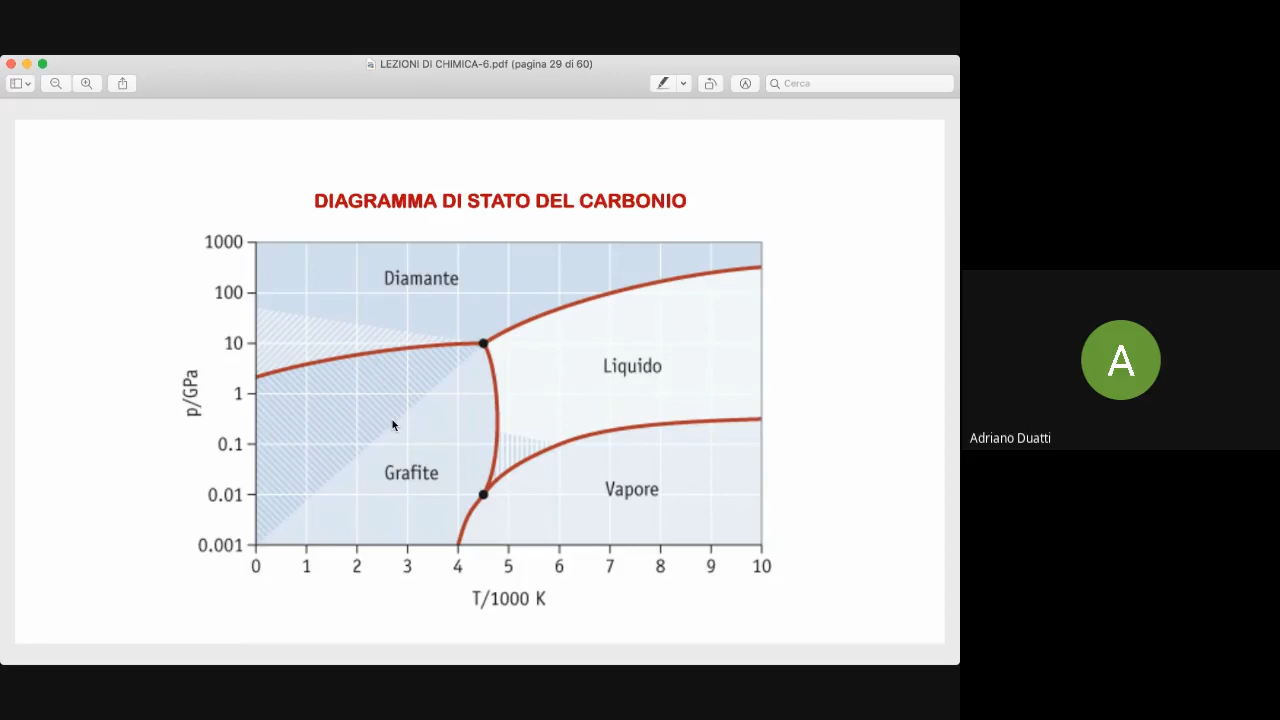 LEZIONI DI CHIMICA-6.pdf (pagina 29 di 60)
Cerca
DIAGRAMMA DI STATO DEL CARBONIO
1000
100
10
1
0.1
0.01
0.001
p/GPa
Diamante
Liquido
Grafite
Vapore
0 1 2 3 4 5 6 7 8 9 10
T/1000 K
A
Adriano Duatti